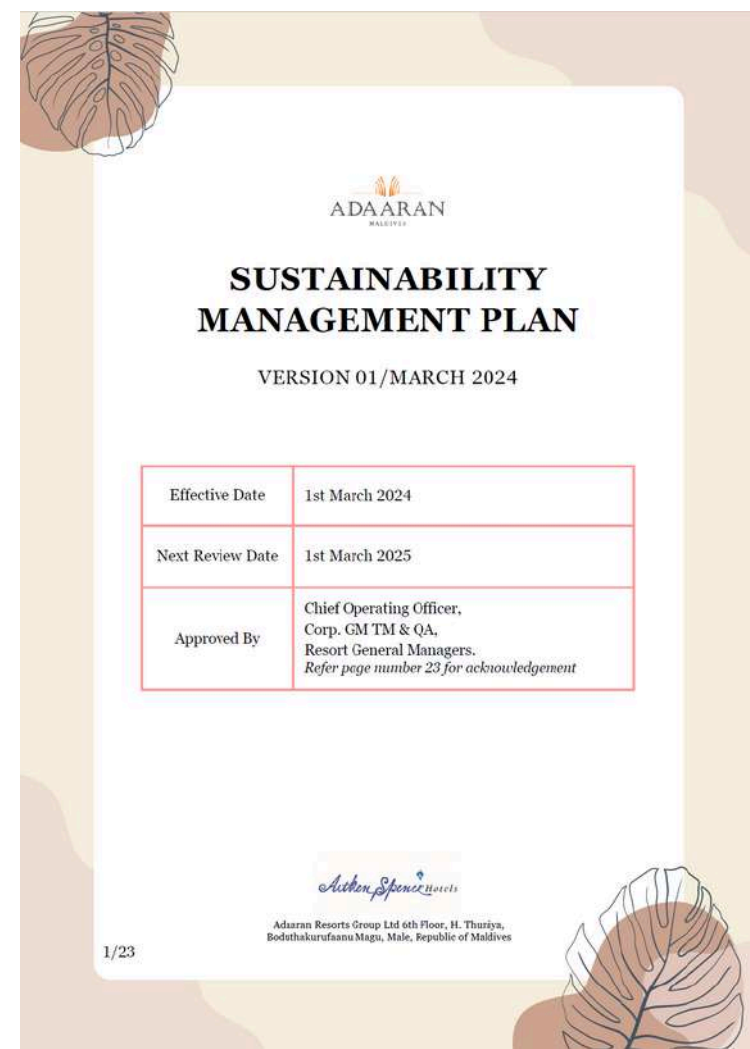 ADAARAN
MALDIVES
SUSTAINABILITY
MANAGEMENT PLAN
VERSION 01/MARCH 2024
Effective Date
1st March 2024
Next Review Date
1st March 2025
Approved By
Chief Operating Officer,
Corp. GM TM & QA,
Resort General Managers.
Refer page number 23 for acknowledgement
Aitken Spence Hotels
Adaaran Resorts Group Ltd 6th Floor, H. Thuriya,
Boduthakurufaanu Magu, Male, Republic of Maldives
1/23